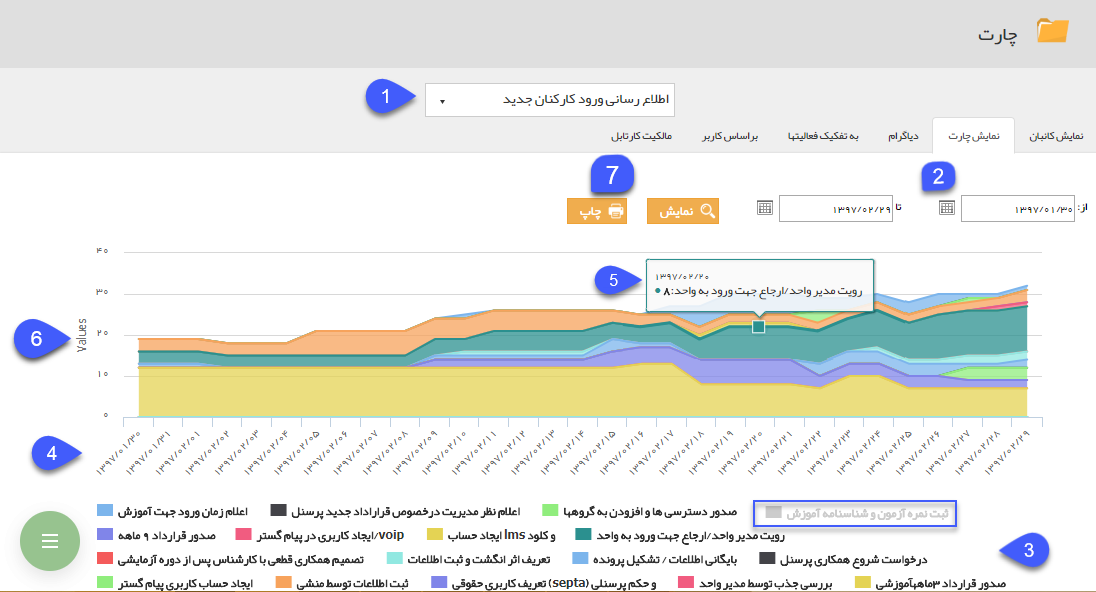 چارت
1
اطلاع رسانی ورود کارکنان جدید
نمایش کانبان
نمایش چارت
دیاگرام
به تفکیک فعالیتها
براساس کاربر
مالکیت کارتابل
2
7
از:
۱۳۹۷/۰۱/۳۰
تا
۱۳۹۷/۰۲/۲۹
نمایش
چاپ
۴۰
۳۰
۲۰
۱۰
۰
Values
6
5
۱۳۹۷/۰۲/۲۰
رویت مدیر واحد/ارجاع جهت ورود به واحد: ۸
4
۱۳۹۷/۰۱/۳۰
۱۳۹۷/۰۱/۳۱
۱۳۹۷/۰۲/۰۱
۱۳۹۷/۰۲/۰۲
۱۳۹۷/۰۲/۰۳
۱۳۹۷/۰۲/۰۴
۱۳۹۷/۰۲/۰۵
۱۳۹۷/۰۲/۰۶
۱۳۹۷/۰۲/۰۷
۱۳۹۷/۰۲/۰۸
۱۳۹۷/۰۲/۰۹
۱۳۹۷/۰۲/۱۰
۱۳۹۷/۰۲/۱۱
۱۳۹۷/۰۲/۱۲
۱۳۹۷/۰۲/۱۳
۱۳۹۷/۰۲/۱۴
۱۳۹۷/۰۲/۱۵
۱۳۹۷/۰۲/۱۶
۱۳۹۷/۰۲/۱۷
۱۳۹۷/۰۲/۱۸
۱۳۹۷/۰۲/۱۹
۱۳۹۷/۰۲/۲۰
۱۳۹۷/۰۲/۲۱
۱۳۹۷/۰۲/۲۲
۱۳۹۷/۰۲/۲۳
۱۳۹۷/۰۲/۲۴
۱۳۹۷/۰۲/۲۵
۱۳۹۷/۰۲/۲۶
۱۳۹۷/۰۲/۲۷
۱۳۹۷/۰۲/۲۸
۱۳۹۷/۰۲/۲۹
3
اعلام زمان ورود جهت آموزش
اعلام نظر مدیریت درخصوص قراراداد جدید پرسنل
صدور دسترسی ها و افزودن به گروهها
ثبت نمره آزمون و شناسنامه آموزش
صدور قرارداد ۹ ماهه
ایجاد کاربری در پیام گستر/voip
ایجاد حساب lms و کلود
رویت مدیر واحد/ارجاع جهت ورود به واحد
تصمیم همکاری قطعی با کارشناس پس از دوره آزمایشی
تعریف اثر انگشت و ثبت اطلاعات
بایگانی اطلاعات / تشکیل پرونده
درخواست شروع همکاری پرسنل
ایجاد حساب کاربری پیام گستر
ثبت اطلاعات توسط منشی
تعریف کاربری حقوقی (septa) و حکم پرسنلی
بررسی جذب توسط مدیر واحد
صدور قرارداد ۳ماههآموزشی